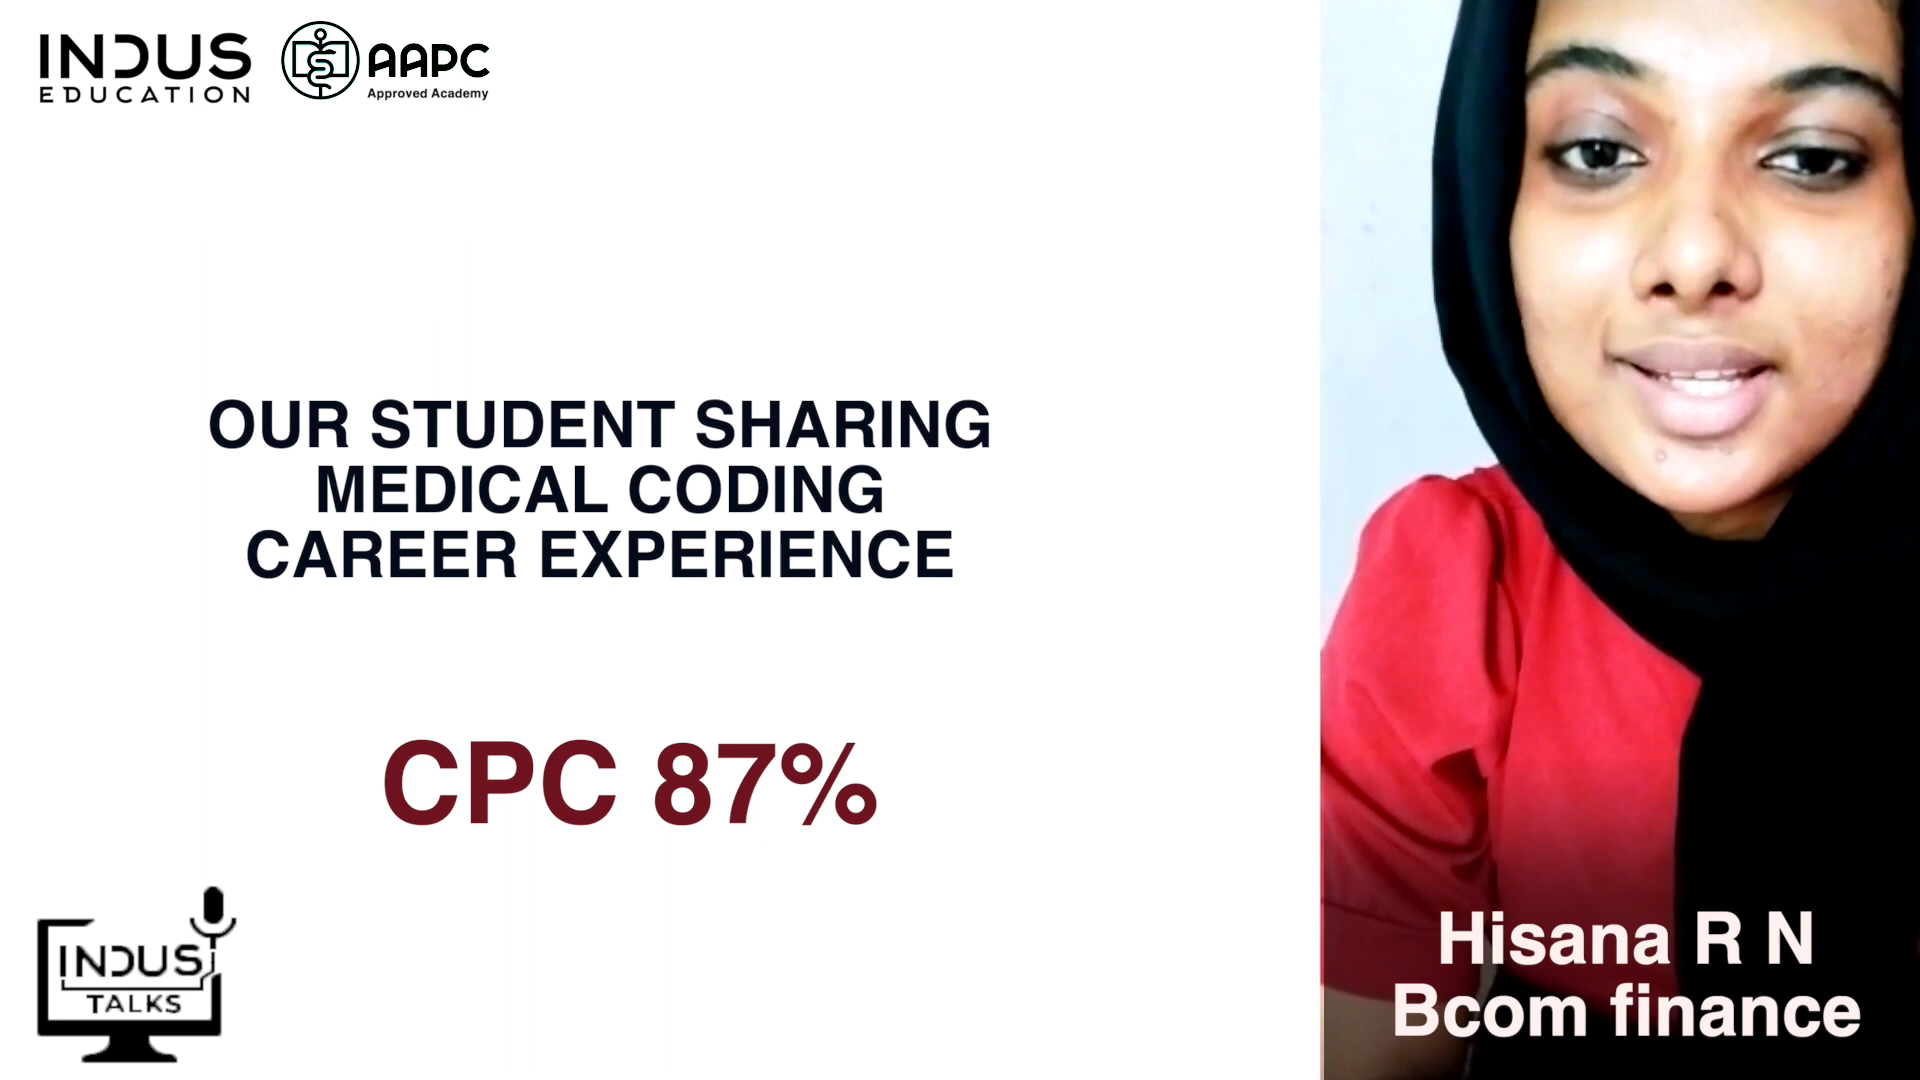 INDUS
EDUCATION
AAPC
Approved Academy
OUR STUDENT SHARING
MEDICAL CODING
CAREER EXPERIENCE
CPC 87%
INDUS
TALKS
Hisana R N
Bcom finance